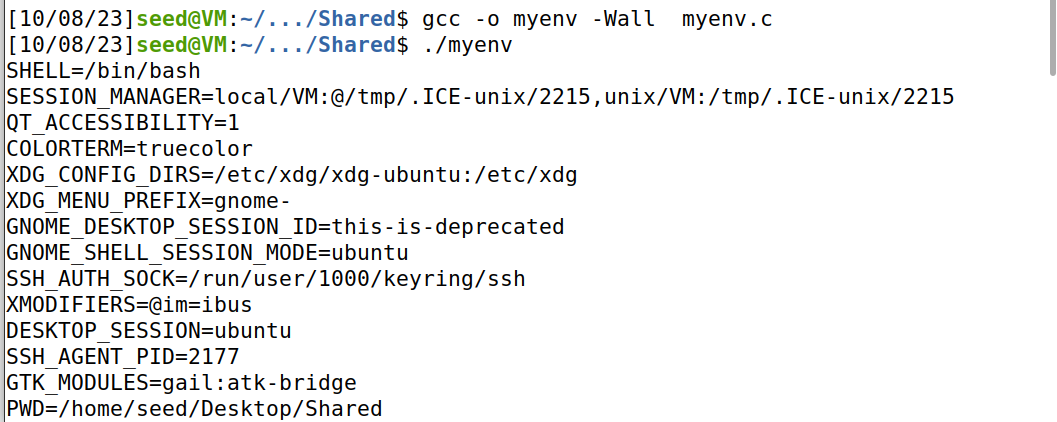 [10/08/23]seed@VM:~/.../Shared$ gcc -o myenv -Wall  myenv.c
[10/08/23]seed@VM:~/.../Shared$ ./myenv
SHELL=/bin/bash
SESSION_MANAGER=local/VM:@/tmp/.ICE-unix/2215,unix/VM:/tmp/.ICE-unix/2215
QT_ACCESSIBILITY=1
COLORTERM=truecolor
XDG_CONFIG_DIRS=/etc/xdg/xdg-ubuntu:/etc/xdg
XDG_MENU_PREFIX=gnome-
GNOME_DESKTOP_SESSION_ID=this-is-deprecated
GNOME_SHELL_SESSION_MODE=ubuntu
SSH_AUTH_SOCK=/run/user/1000/keyring/ssh
XMODIFIERS=@im=ibus
DESKTOP_SESSION=ubuntu
SSH_AGENT_PID=2177
GTK_MODULES=gail:atk-bridge
PWD=/home/seed/Desktop/Shared